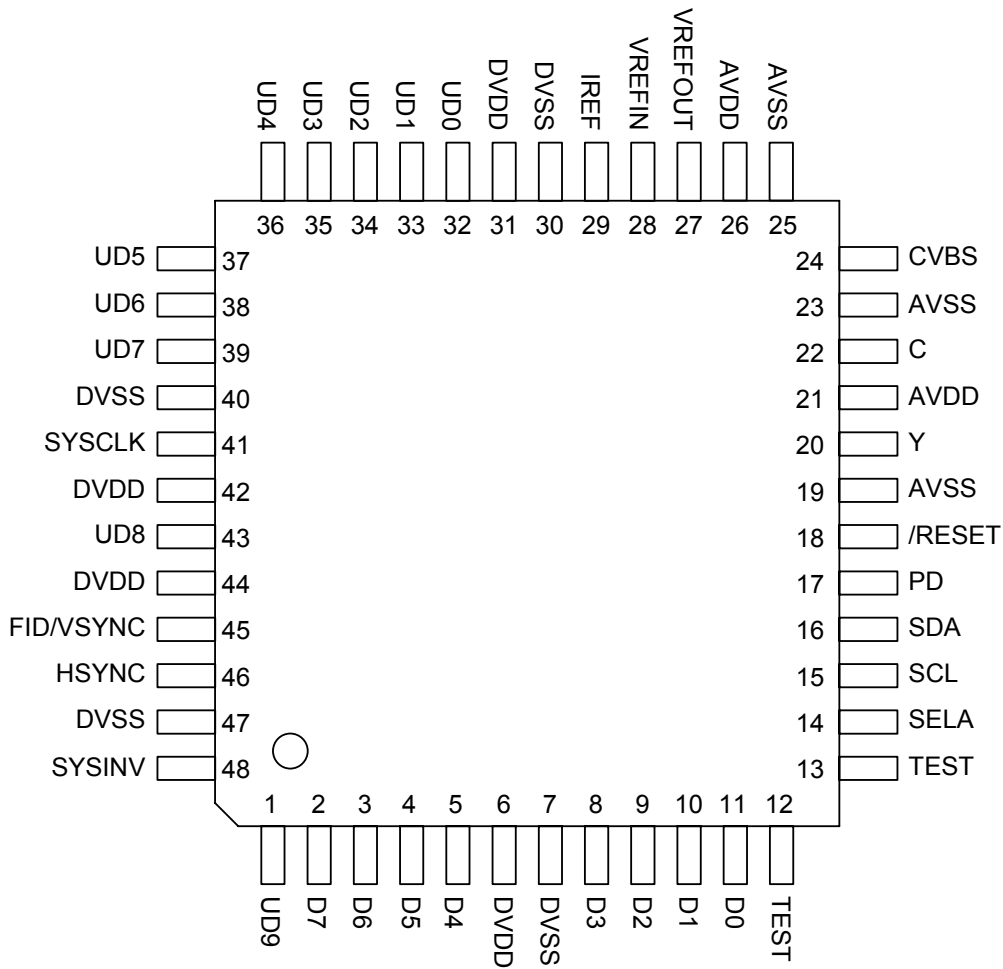 UD4 UD3 UD2 UD1 UD0 DVDD DVSS IREF VREFIN VREFOUT AVDD AVSS
36 35 34 33 32 31 30 29 28 27 26 25
UD5 37 24 CVBS
UD6 38 23 AVSS
UD7 39 22 C
DVSS 40 21 AVDD
SYSCLK 41 20 Y
DVDD 42 19 AVSS
UD8 43 18 /RESET
DVDD 44 17 PD
FID/VSYNC 45 16 SDA
HSYNC 46 15 SCL
DVSS 47 14 SELA
SYSINV 48 13 TEST
1 2 3 4 5 6 7 8 9 10 11 12
UD9 D7 D6 D5 D4 DVDD DVSS D3 D2 D1 D0 TEST